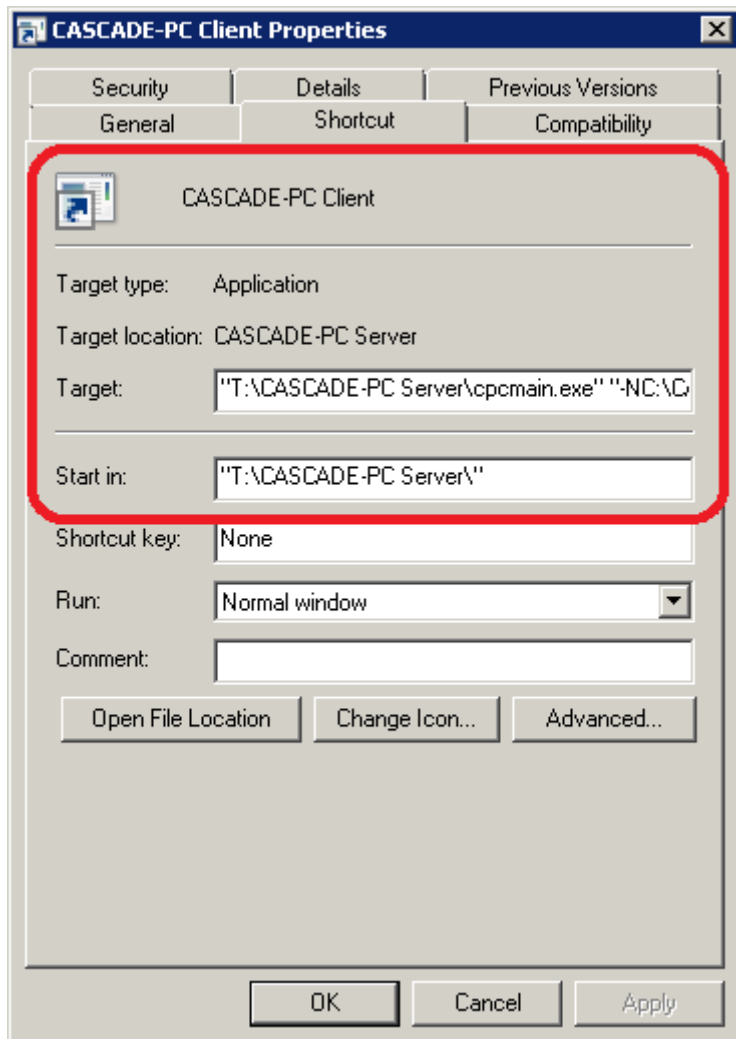 CASCADE-PC Client Properties
Security Details Previous Versions
General Shortcut Compatibility
CASCADE-PC Client
Target type: Application
Target location: CASCADE-PC Server
Target: "T:\CASCADE-PC Server\cpcmain.exe" "-NC:\CA
Start in: "T:\CASCADE-PC Server\"
Shortcut key: None
Run: Normal window
Comment:
Open File Location Change Icon... Advanced...
OK Cancel Apply